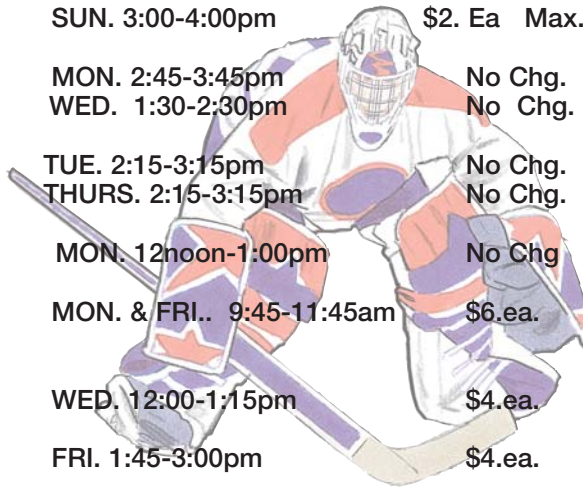 SUN. 3:00-4:00pm $2. Ea Max.
MON. 2:45-3:45pm No Chg.
WED. 1:30-2:30pm No Chg.
TUE. 2:15-3:15pm No Chg.
THURS. 2:15-3:15pm No Chg.
MON. 12noon-1:00pm No Chg
MON. & FRI.. 9:45-11:45am $6.ea.
WED. 12:00-1:15pm $4.ea.
FRI. 1:45-3:00pm $4.ea.